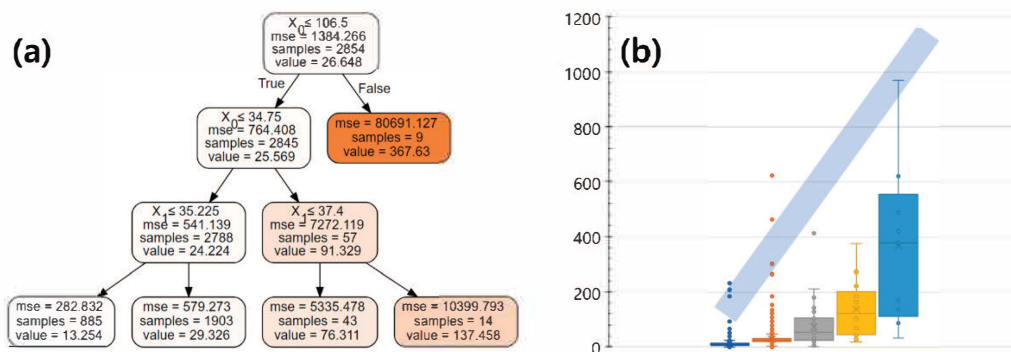 (a)
X0 ≤ 106.5
mse = 1384.266
samples = 2854
value = 26.648
True
False
X0 ≤ 34.75
mse = 764.408
samples = 2845
value = 25.569
mse = 80691.127
samples = 9
value = 367.63
X1 ≤ 35.225
mse = 541.139
samples = 2788
value = 24.224
X1 ≤ 37.4
mse = 7272.119
samples = 57
value = 91.329
mse = 282.832
samples = 885
value = 13.254
mse = 579.273
samples = 1903
value = 29.326
mse = 5335.478
samples = 43
value = 76.311
mse = 10399.793
samples = 14
value = 137.458
(b)
1200
1000
800
600
400
200
0